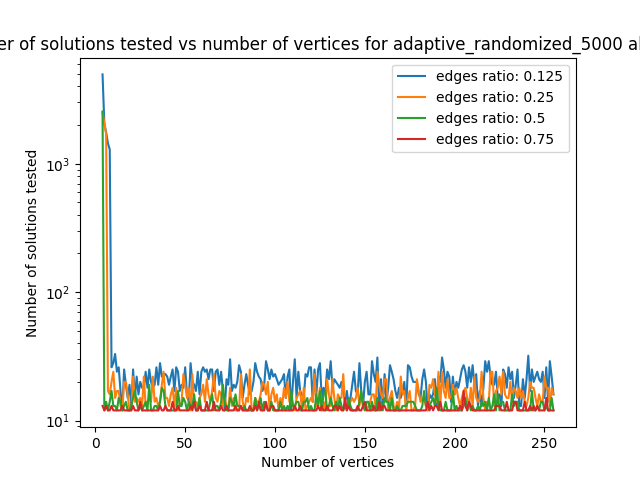 of solutions tested vs number of vertices for adaptive_randomized_5000
edges ratio: 0.125
edges ratio: 0.25
edges ratio: 0.5
edges ratio: 0.75
Number of solutions tested
10³
10²
10¹
0 50 100 150 200 250
Number of vertices